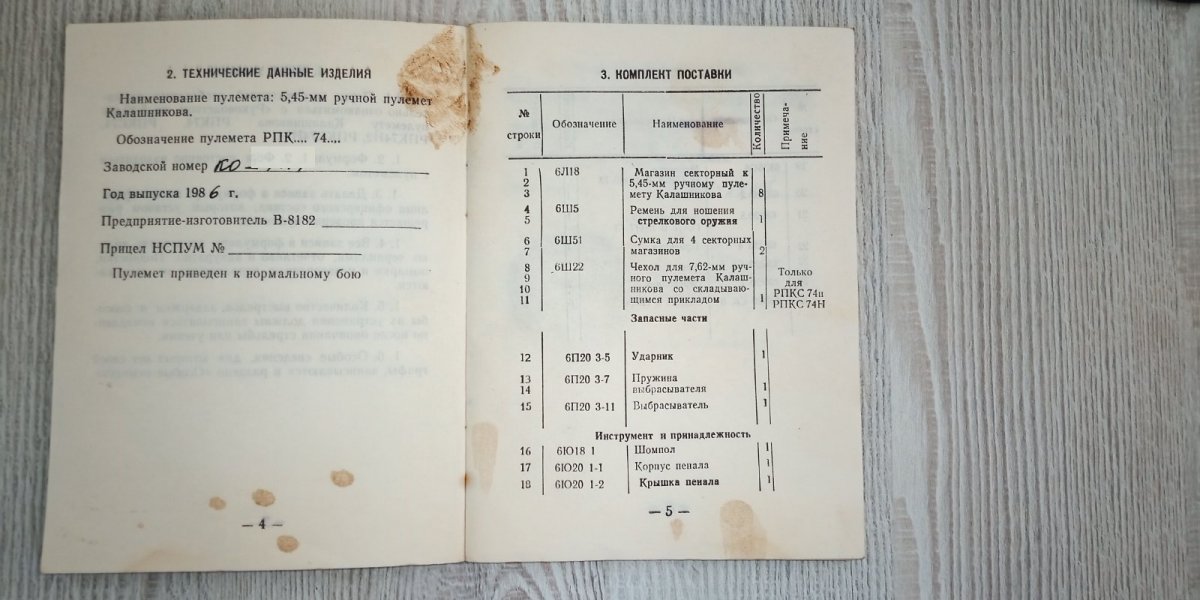 2. ТЕХНИЧЕСКИЕ ДАННЫЕ ИЗДЕЛИЯ
Наименование пулемета: 5,45-мм ручной пулемет
Калашникова.
Обозначение пулемета РПК.... 74....
Заводской номер КО
Год выпуска 1986 г.
Предприятие-изготовитель В-8182
Прицел НСПУМ №
Пулемет приведен к нормальному бою
— 4 —
3. КОМПЛЕКТ ПОСТАВКИ
№ строки Обозначение Наименование Количество Примеча-ние
1 6Л18 Магазин секторный к
2 5,45-мм ручному пуле-
3 мету Калашникова 8
4 6Ш5 Ремень для ношения
5 стрелкового оружия 1
6 6Ш51 Сумка для 4 секторных
7 магазинов 2
8 6Ш22 Чехол для 7,62-мм руч- Только
9 ного пулемета Калаш- для
10 никова со складываю- РПКС 74п
11 щимся прикладом 1 РПКС 74Н
Запасные части
12 6П20 3-5 Ударник 1
13 6П20 3-7 Пружина
14 выбрасывателя 1
15 6П20 3-11 Выбрасыватель 1
Инструмент и принадлежность
16 6Ю18 1 Шомпол 1
17 6Ю20 1-1 Корпус пенала 1
18 6Ю20 1-2 Крышка пенала 1
— 5 —